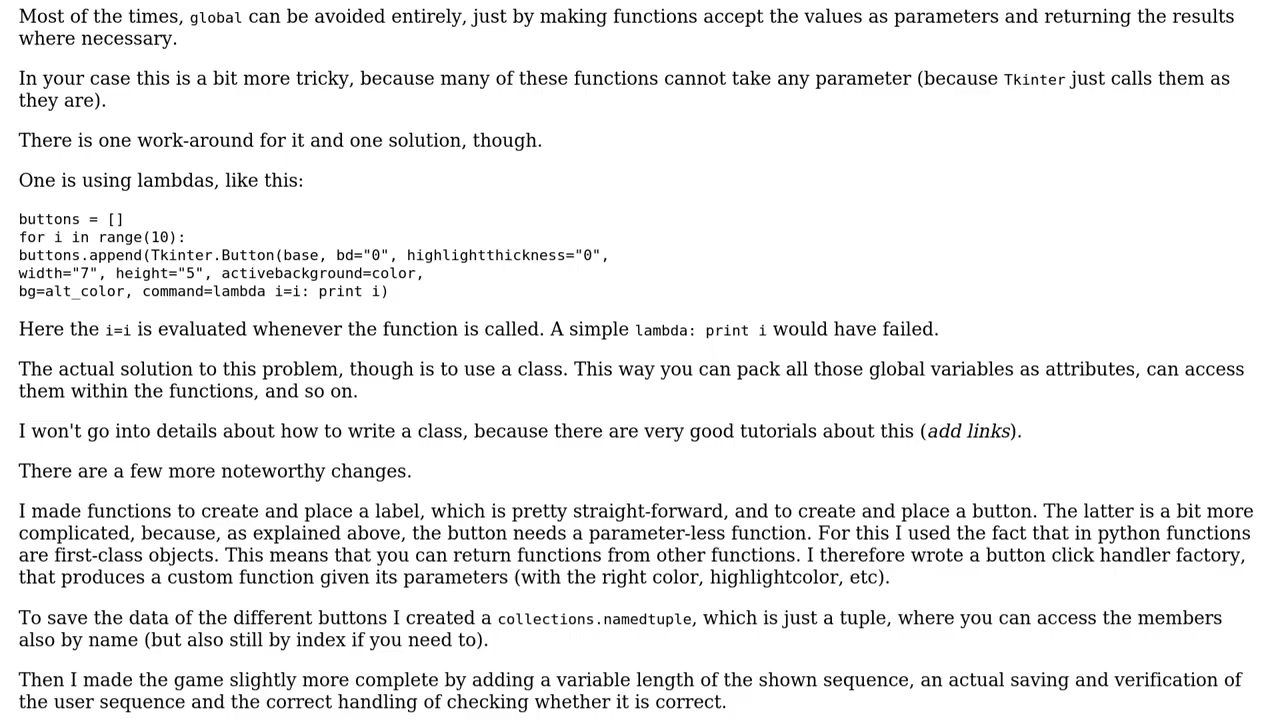 Most of the times, global can be avoided entirely, just by making functions accept the values as parameters and returning the results
where necessary.
In your case this is a bit more tricky, because many of these functions cannot take any parameter (because Tkinter just calls them as
they are).
There is one work-around for it and one solution, though.
One is using lambdas, like this:
buttons = []
for i in range(10):
buttons.append(Tkinter.Button(base, bd="0", highlightthickness="0",
width="7", height="5", activebackground=color,
bg=alt_color, command=lambda i=i: print i)
Here the i=i is evaluated whenever the function is called. A simple lambda: print i would have failed.
The actual solution to this problem, though is to use a class. This way you can pack all those global variables as attributes, can access
them within the functions, and so on.
I won't go into details about how to write a class, because there are very good tutorials about this (add links).
There are a few more noteworthy changes.
I made functions to create and place a label, which is pretty straight-forward, and to create and place a button. The latter is a bit more
complicated, because, as explained above, the button needs a parameter-less function. For this I used the fact that in python functions
are first-class objects. This means that you can return functions from other functions. I therefore wrote a button click handler factory,
that produces a custom function given its parameters (with the right color, highlightcolor, etc).
To save the data of the different buttons I created a collections.namedtuple, which is just a tuple, where you can access the members
also by name (but also still by index if you need to).
Then I made the game slightly more complete by adding a variable length of the shown sequence, an actual saving and verification of
the user sequence and the correct handling of checking whether it is correct.